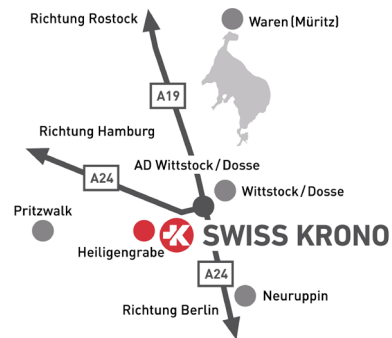 Richtung Rostock
Waren (Müritz)
A19
Richtung Hamburg
AD Wittstock/Dosse
A24
Wittstock/Dosse
Pritzwalk
SWISS KRONO
Heiligengrabe
A24
Neuruppin
Richtung Berlin